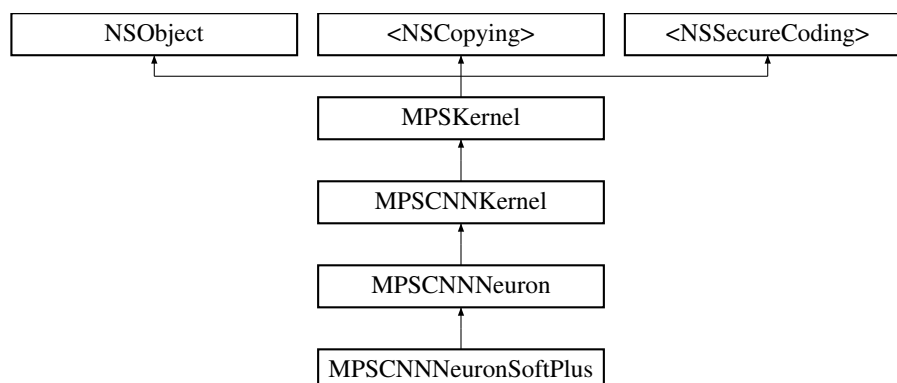 NSObject
<NSCopying>
<NSSecureCoding>
MPSKernel
MPSCNNKernel
MPSCNNNeuron
MPSCNNNeuronSoftPlus